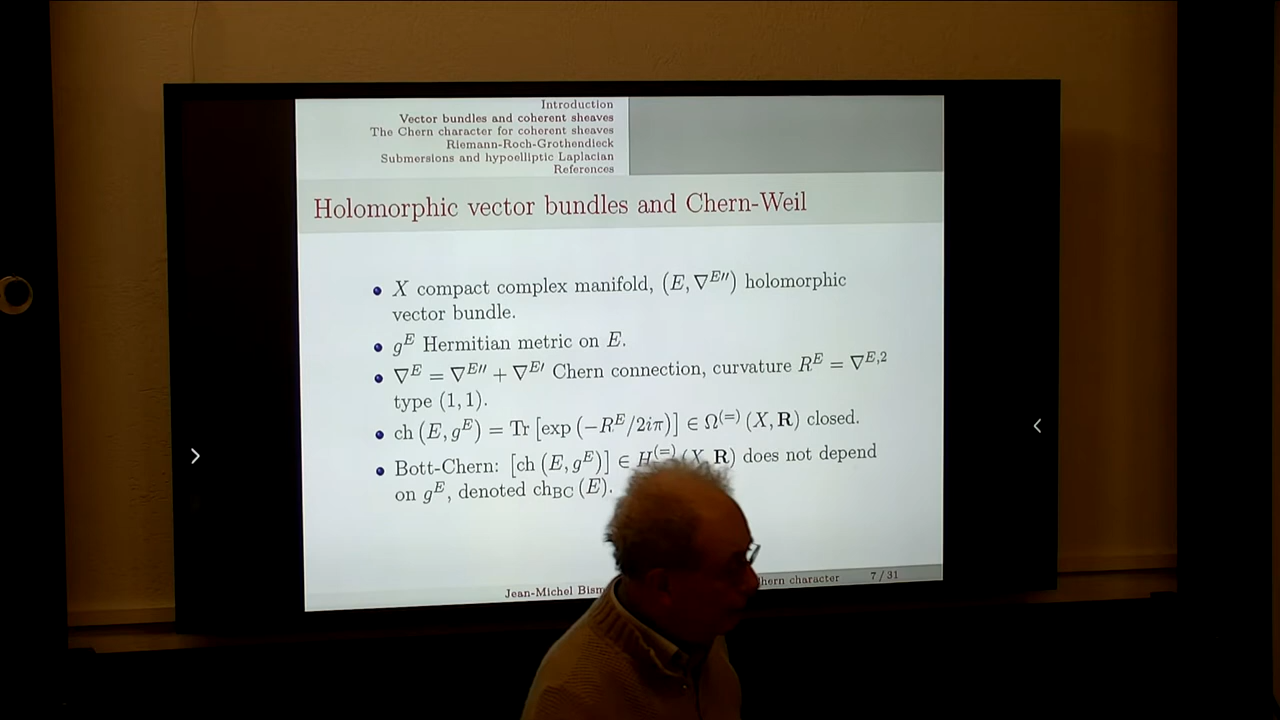 Introduction
Vector bundles and coherent sheaves
The Chern character for coherent sheaves
Riemann-Roch-Grothendieck
Submersions and hypoelliptic Laplacian
References
Holomorphic vector bundles and Chern-Weil
• X compact complex manifold, (E, ∇^{E′′}) holomorphic
vector bundle.
• g^E Hermitian metric on E.
• ∇^E = ∇^{E′′} + ∇^{E′} Chern connection, curvature R^E = ∇^{E,2}
type (1, 1).
• ch (E, g^E) = Tr [exp (−R^E/2iπ)] ∈ Ω^{(=)} (X, R) closed.
• Bott-Chern: [ch (E, g^E)] ∈ H^{(=)} (X, R) does not depend
on g^E, denoted ch_{BC} (E).
Jean-Michel character 7 / 31